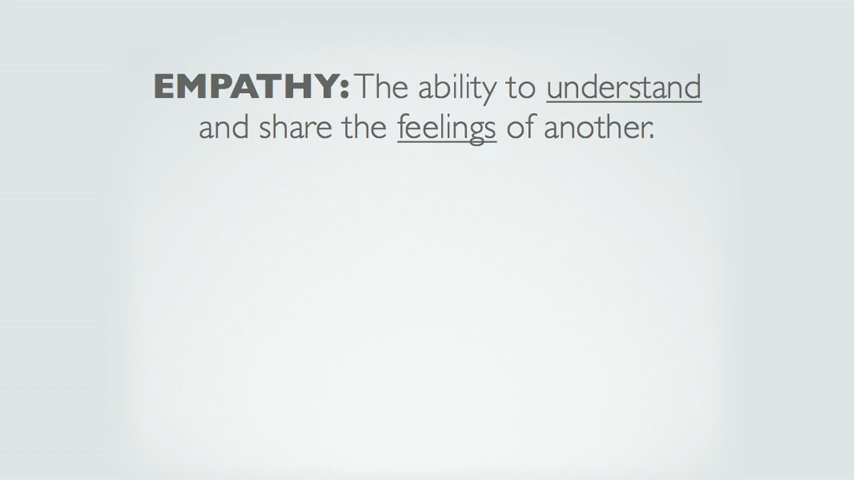 EMPATHY: The ability to understand
and share the feelings of another.